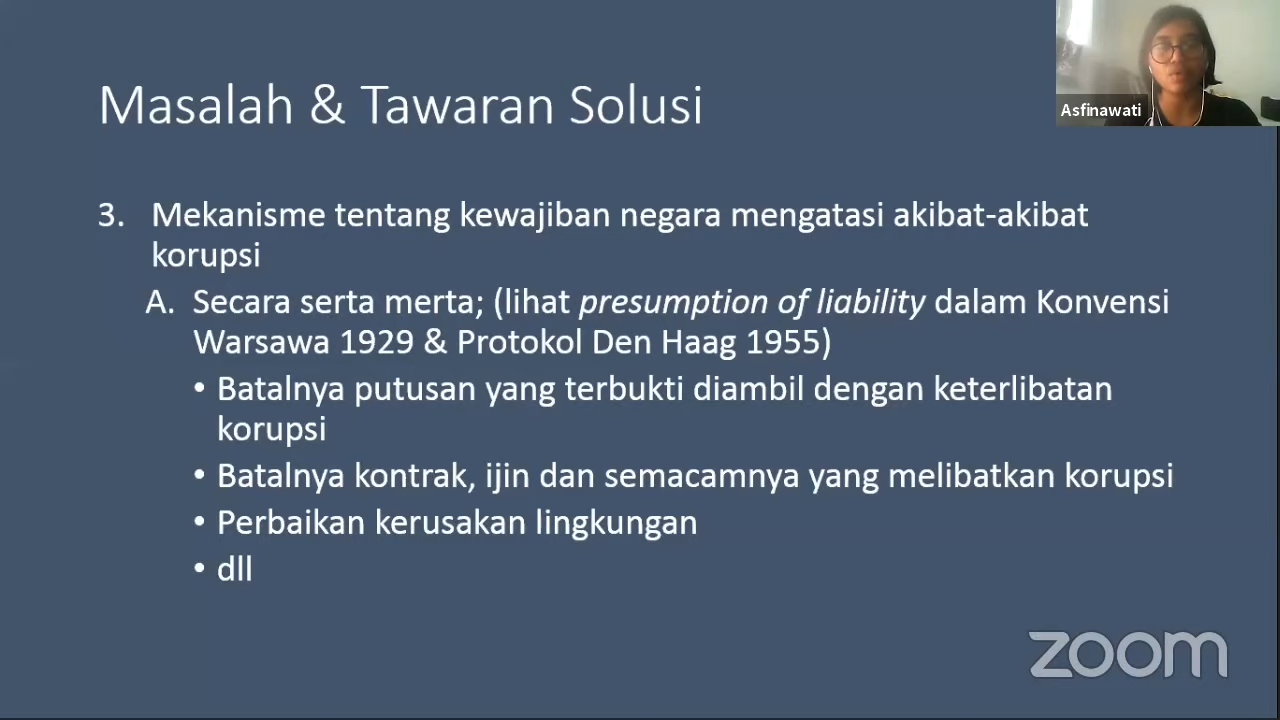 Masalah & Tawaran Solusi
Asfinawati
3. Mekanisme tentang kewajiban negara mengatasi akibat-akibat
korupsi
A. Secara serta merta; (lihat presumption of liability dalam Konvensi
Warsawa 1929 & Protokol Den Haag 1955)
• Batalnya putusan yang terbukti diambil dengan keterlibatan
korupsi
• Batalnya kontrak, ijin dan semacamnya yang melibatkan korupsi
• Perbaikan kerusakan lingkungan
• dll
zoom